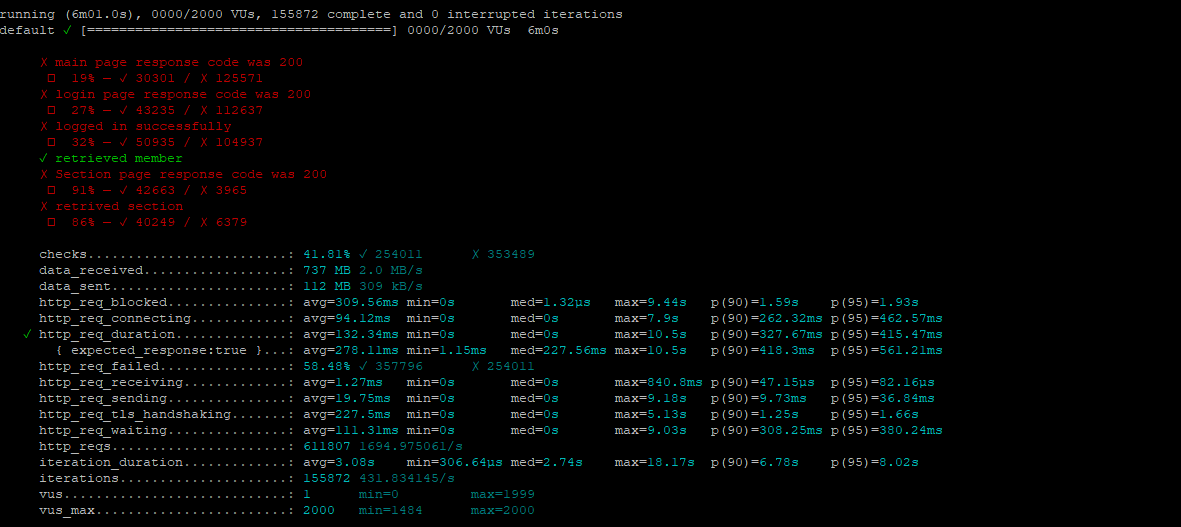 running (6m01.0s), 0000/2000 VUs, 155872 complete and 0 interrupted iterations
default ✓ [======================================] 0000/2000 VUs  6m0s
✗ main page response code was 200
□  19% — ✓ 30301 / ✗ 125571
✗ login page response code was 200
□  27% — ✓ 43235 / ✗ 112637
✗ logged in successfully
□  32% — ✓ 50935 / ✗ 104937
✓ retrieved member
✗ Section page response code was 200
□  91% — ✓ 42663 / ✗ 3965
✗ retrived section
□  86% — ✓ 40249 / ✗ 6379
checks.........................: 41.81% ✓ 254011      ✗ 353489
data_received..................: 737 MB 2.0 MB/s
data_sent......................: 112 MB 309 kB/s
http_req_blocked...............: avg=309.56ms min=0s       med=1.32µs   max=9.44s   p(90)=1.59s    p(95)=1.93s
http_req_connecting............: avg=94.12ms  min=0s       med=0s       max=7.9s    p(90)=262.32ms p(95)=462.57ms
✓ http_req_duration..............: avg=132.34ms min=0s       med=0s       max=10.5s   p(90)=327.67ms p(95)=415.47ms
{ expected_response:true }...: avg=278.11ms min=1.15ms   med=227.56ms max=10.5s   p(90)=418.3ms  p(95)=561.21ms
http_req_failed................: 58.48% ✓ 357796      ✗ 254011
http_req_receiving.............: avg=1.27ms   min=0s       med=0s       max=840.8ms p(90)=47.15µs  p(95)=82.16µs
http_req_sending...............: avg=19.75ms  min=0s       med=0s       max=9.18s   p(90)=9.73ms   p(95)=36.84ms
http_req_tls_handshaking.......: avg=227.5ms  min=0s       med=0s       max=5.13s   p(90)=1.25s    p(95)=1.66s
http_req_waiting...............: avg=111.31ms min=0s       med=0s       max=9.03s   p(90)=308.25ms p(95)=380.24ms
http_reqs......................: 611807 1694.975061/s
iteration_duration.............: avg=3.08s    min=306.64µs med=2.74s    max=18.17s  p(90)=6.78s    p(95)=8.02s
iterations.....................: 155872 431.834145/s
vus............................: 1      min=0         max=1999
vus_max........................: 2000   min=1484      max=2000